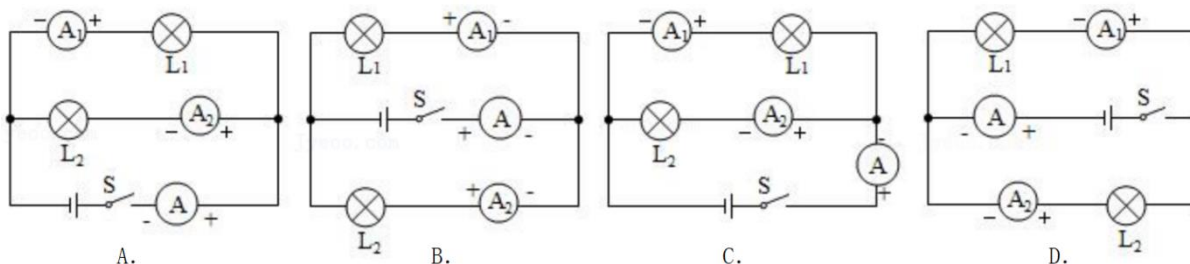 − A₁ + L₁
L₂ A₂ − +
S - A +
A.
L₁ + A₁ -
S + A -
L₂ + A₂ -
B.
− A₁ + L₁
L₂ − A₂ +
S - A +
C.
L₁ − A₁ +
- A + S
− A₂ + L₂
D.